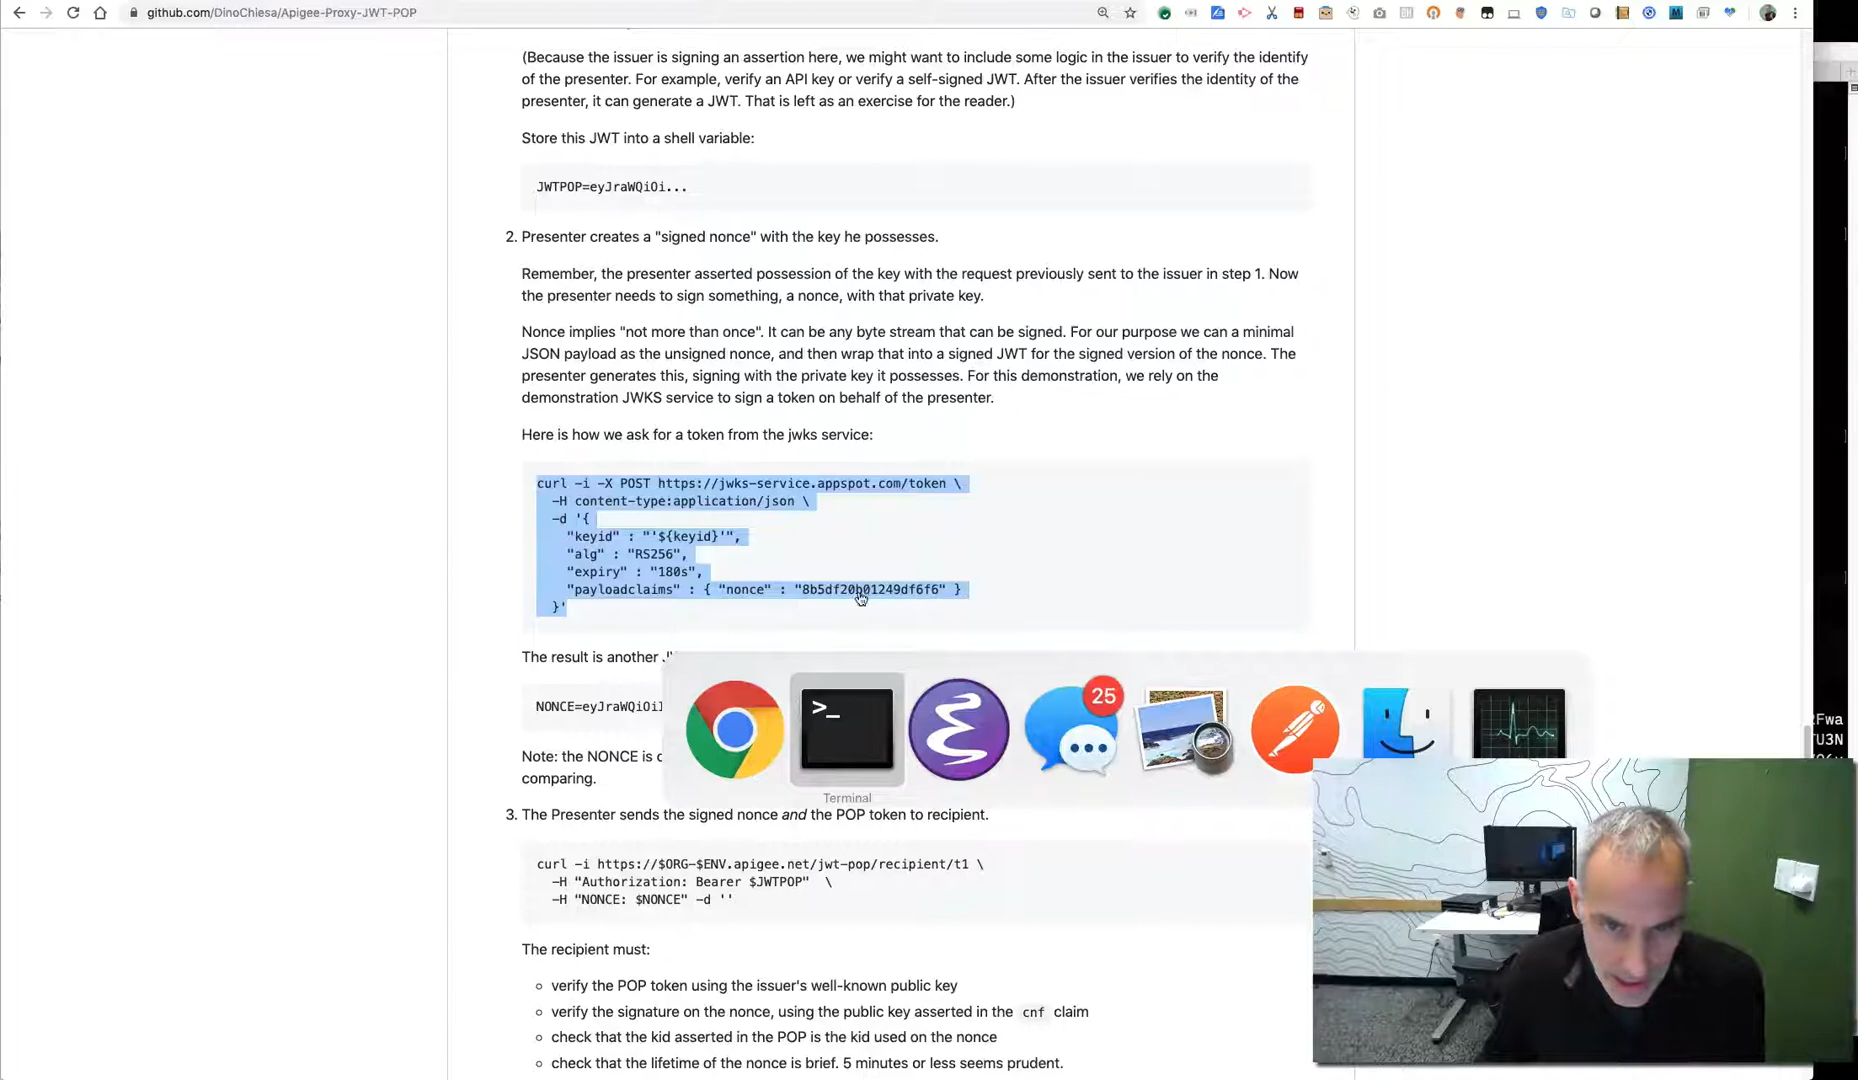 github.com/DinoChiesa/Apigee-Proxy-JWT-POP
(Because the issuer is signing an assertion here, we might want to include some logic in the issuer to verify the identify
of the presenter. For example, verify an API key or verify a self-signed JWT. After the issuer verifies the identity of the
presenter, it can generate a JWT. That is left as an exercise for the reader.)
Store this JWT into a shell variable:
JWTPOP=eyJraWQiOi...
2. Presenter creates a "signed nonce" with the key he possesses.
Remember, the presenter asserted possession of the key with the request previously sent to the issuer in step 1. Now
the presenter needs to sign something, a nonce, with that private key.
Nonce implies "not more than once". It can be any byte stream that can be signed. For our purpose we can a minimal
JSON payload as the unsigned nonce, and then wrap that into a signed JWT for the signed version of the nonce. The
presenter generates this, signing with the private key it possesses. For this demonstration, we rely on the
demonstration JWKS service to sign a token on behalf of the presenter.
Here is how we ask for a token from the jwks service:
curl -i -X POST https://jwks-service.appspot.com/token \
-H content-type:application/json \
-d '{
"keyid" : "'${keyid}'",
"alg" : "RS256",
"expiry" : "180s",
"payloadclaims" : { "nonce" : "8b5df20b01249df6f6" }
}'
The result is another
NONCE=eyJraWQiOi
25
>_
Note: the NONCE is
comparing.
Terminal
3. The Presenter sends the signed nonce and the POP token to recipient.
curl -i https://$ORG-$ENV.apigee.net/jwt-pop/recipient/t1 \
-H "Authorization: Bearer $JWTPOP" \
-H "NONCE: $NONCE" -d ''
The recipient must:
verify the POP token using the issuer's well-known public key
verify the signature on the nonce, using the public key asserted in the cnf claim
check that the kid asserted in the POP is the kid used on the nonce
check that the lifetime of the nonce is brief. 5 minutes or less seems prudent.